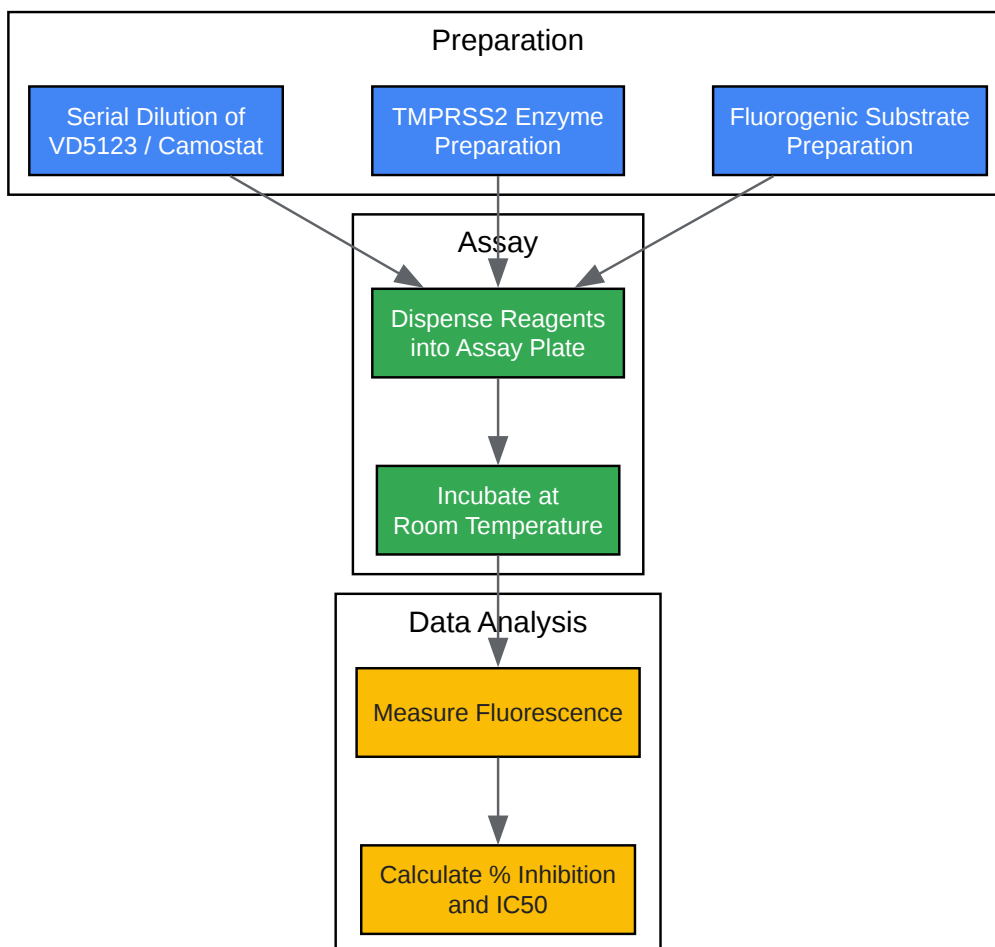 Preparation
Serial Dilution of
VD5123 / Camostat
TMPRSS2 Enzyme
Preparation
Fluorogenic Substrate
Preparation
Assay
Dispense Reagents
into Assay Plate
Incubate at
Room Temperature
Data Analysis
Measure Fluorescence
Calculate % Inhibition
and IC50